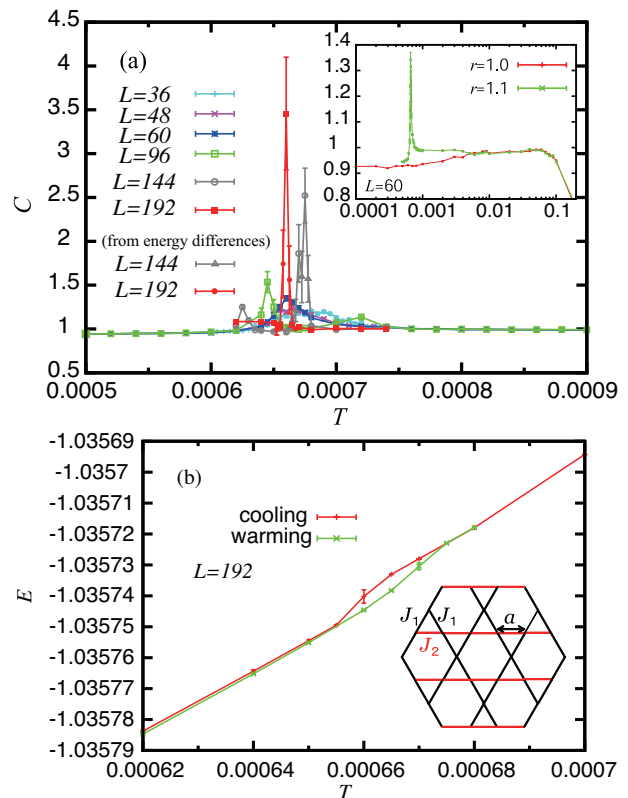 (a)
L=36
L=48
L=60
L=96
L=144
L=192
(from energy differences)
L=144
L=192
C
4.5
4
3.5
3
2.5
2
1.5
1
0.5
0.0005
0.0006
0.0007
0.0008
0.0009
T
1.4
1.3
1.2
1.1
1
0.9
0.8
r=1.0
r=1.1
L=60
0.0001
0.001
0.01
0.1
(b)
cooling
warming
L=192
E
-1.03569
-1.0357
-1.03571
-1.03572
-1.03573
-1.03574
-1.03575
-1.03576
-1.03577
-1.03578
-1.03579
J1 J1 a
J2
0.00062
0.00064
0.00066
0.00068
0.0007
T